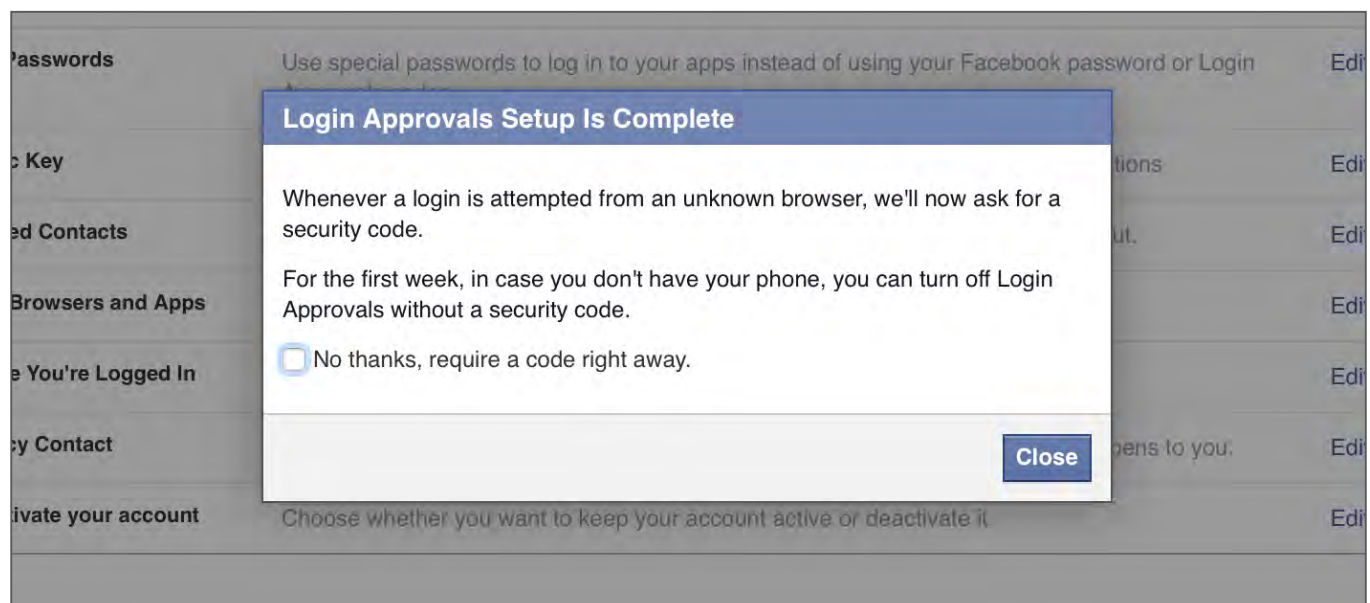 Passwords
Use special passwords to log in to your apps instead of using your Facebook password or Login
Edi
Login Approvals Setup Is Complete
c Key
tions
Edi
Whenever a login is attempted from an unknown browser, we'll now ask for a
security code.
ed Contacts
ut.
Edi
For the first week, in case you don't have your phone, you can turn off Login
Approvals without a security code.
Browsers and Apps
Edi
No thanks, require a code right away.
e You're Logged In
Edi
cy Contact
pens to you.
Edi
Close
ivate your account
Choose whether you want to keep your account active or deactivate it
Edi